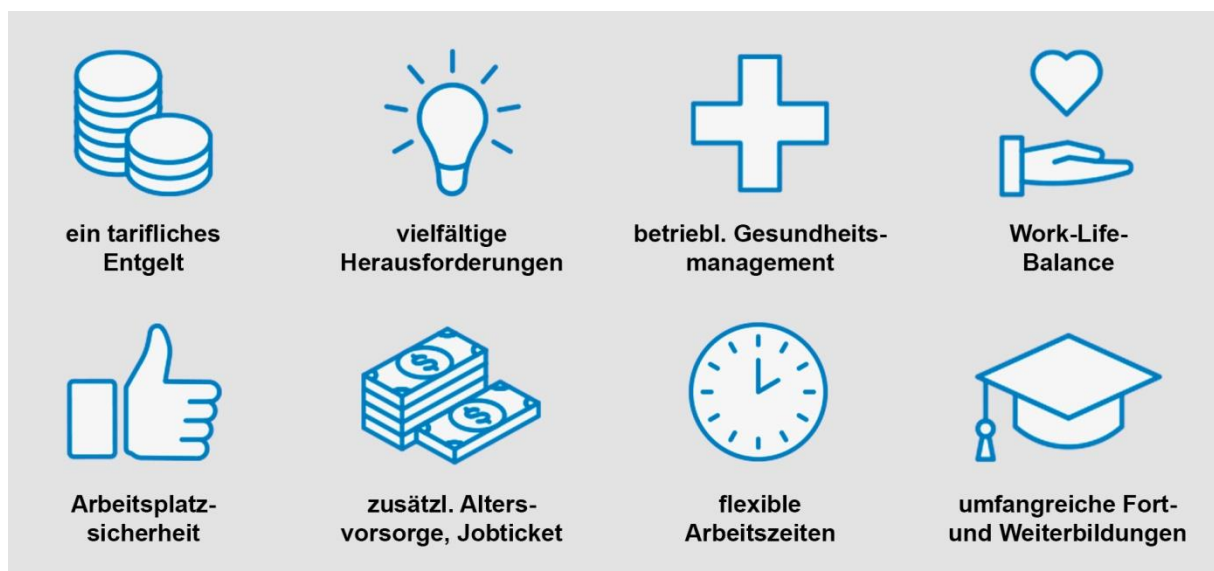 ein tarifliches
Entgelt
vielfältige
Herausforderungen
betriebl. Gesundheits-
management
Work-Life-
Balance
Arbeitsplatz-
sicherheit
zusätzl. Alters-
vorsorge, Jobticket
flexible
Arbeitszeiten
umfangreiche Fort-
und Weiterbildungen